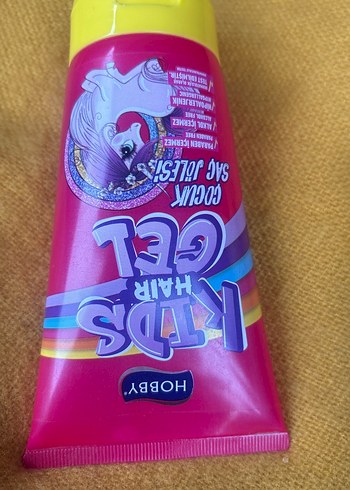 HOBBY
KIDS
HAIR
GEL
ÇOCUK
SAÇ JÖLESİ
PARABEN İÇERMEZ
PARABEN FREE
ALKOL İÇERMEZ
ALCOHOL FREE
HİPOALERJENİK
HYPOALLERGENIC
TEST EDİLMİŞTİR